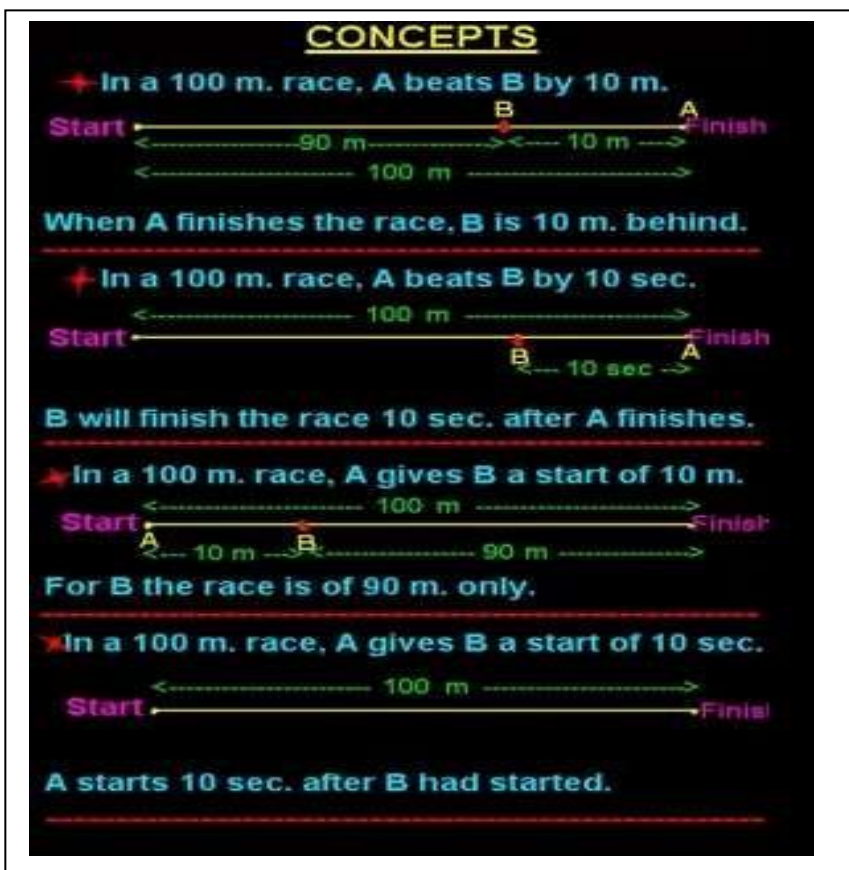 CONCEPTS
In a 100 m. race, A beats B by 10 m.
B A
Start Finish
<----90 m----> <---- 10 m --->
<---- 100 m ---->
When A finishes the race, B is 10 m. behind.
In a 100 m. race, A beats B by 10 sec.
<---- 100 m ---->
Start Finish
B A
<--- 10 sec -->
B will finish the race 10 sec. after A finishes.
In a 100 m. race, A gives B a start of 10 m.
<---- 100 m ---->
Start Finish
A B
<--- 10 m ---> <---- 90 m ---->
For B the race is of 90 m. only.
In a 100 m. race, A gives B a start of 10 sec.
<---- 100 m ---->
Start Finis
A starts 10 sec. after B had started.